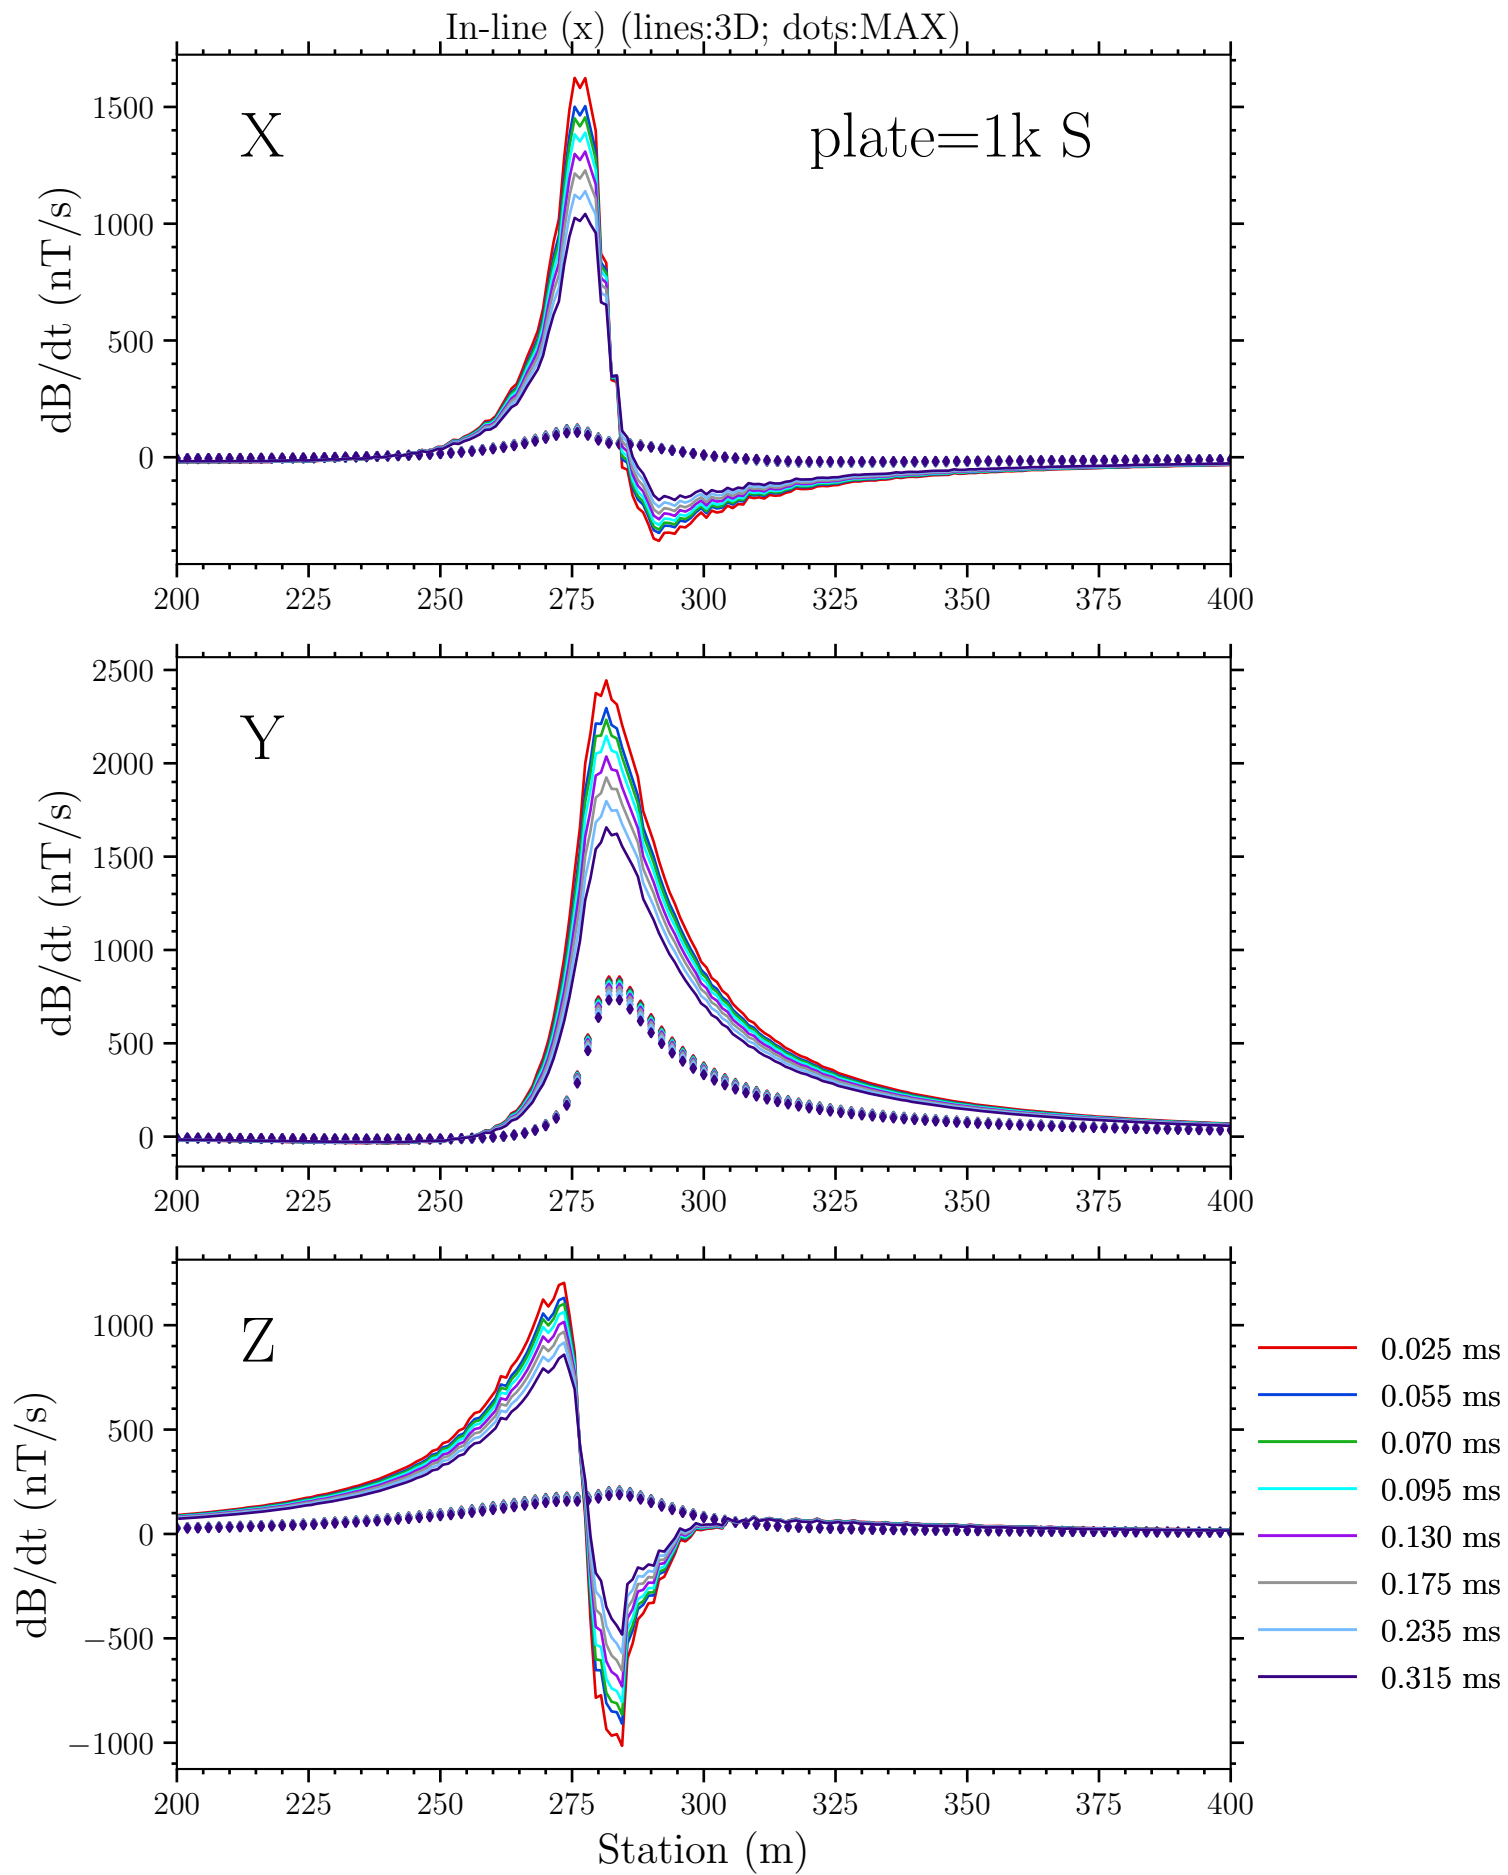 In-line (x) (lines:3D; dots:MAX)
X
plate=1k S
dB/dt (nT/s)
1500
1000
500
0
200 225 250 275 300 325 350 375 400
Y
dB/dt (nT/s)
2500
2000
1500
1000
500
0
200 225 250 275 300 325 350 375 400
Z
dB/dt (nT/s)
1000
500
0
−500
−1000
200 225 250 275 300 325 350 375 400
Station (m)
0.025 ms
0.055 ms
0.070 ms
0.095 ms
0.130 ms
0.175 ms
0.235 ms
0.315 ms